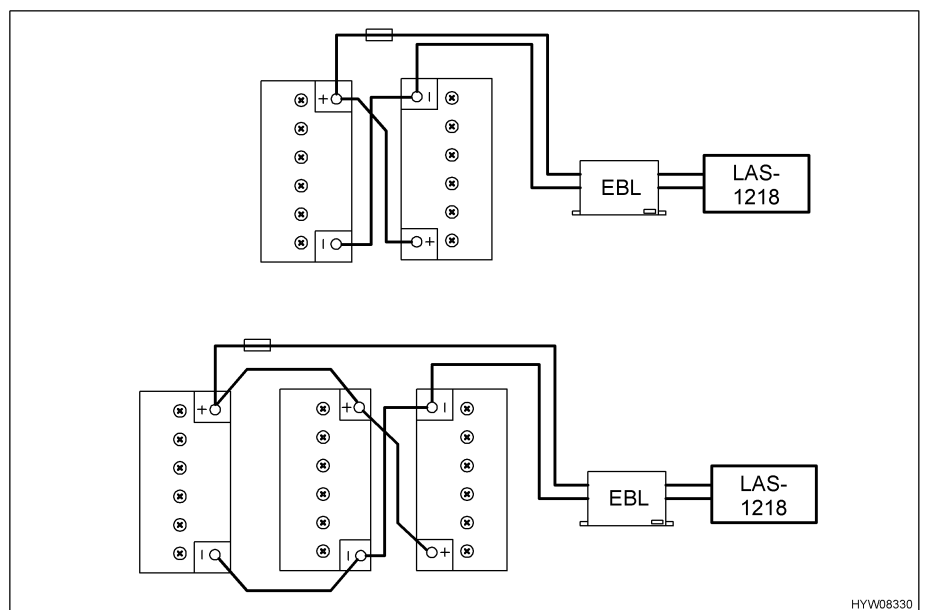 +
I
I
+
EBL
LAS-
1218
+
+
I
I
I
+
EBL
LAS-
1218
HYW08330